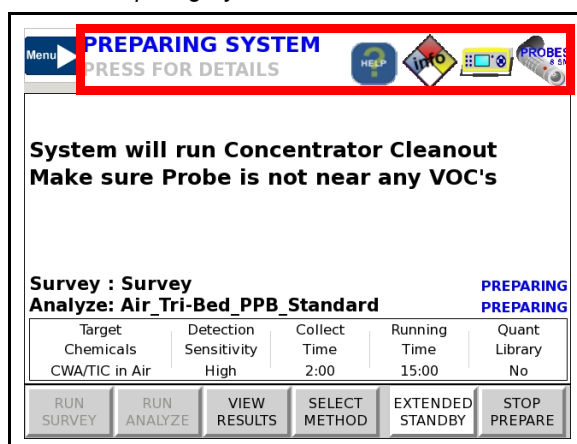 Menu
PREPARING SYSTEM
PRESS FOR DETAILS
HELP
info
PROBES
& SM
System will run Concentrator Cleanout
Make sure Probe is not near any VOC's
Survey : Survey PREPARING
Analyze: Air_Tri-Bed_PPB_Standard PREPARING
Target Detection Collect Running Quant
Chemicals Sensitivity Time Time Library
CWA/TIC in Air High 2:00 15:00 No
RUN RUN VIEW SELECT EXTENDED STOP
SURVEY ANALYZE RESULTS METHOD STANDBY PREPARE